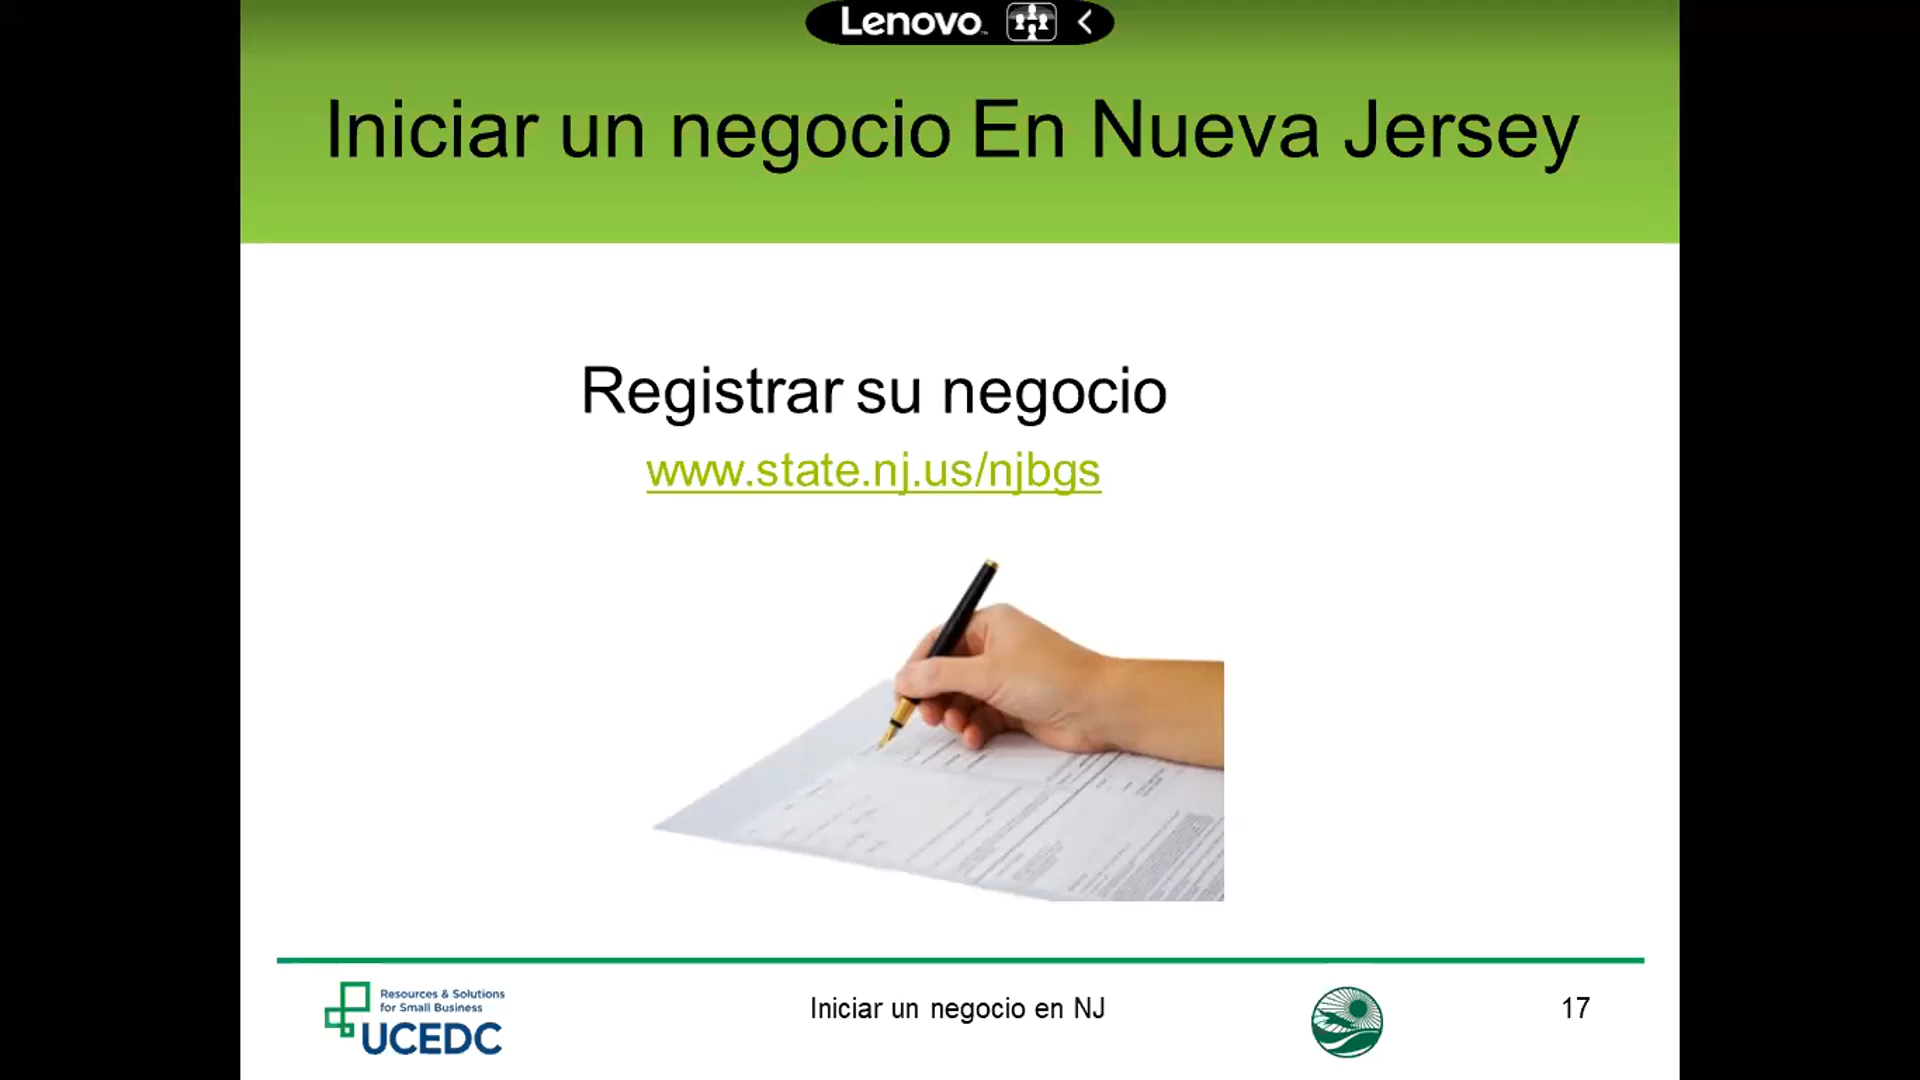 Lenovo
Iniciar un negocio En Nueva Jersey
Registrar su negocio
www.state.nj.us/njbgs
Resources & Solutions
for Small Business
UCEDC
Iniciar un negocio en NJ
17